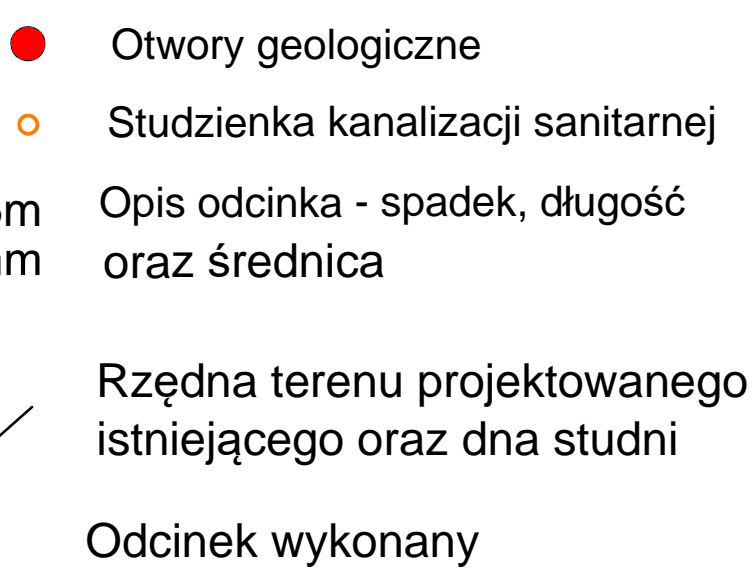 Otwory geologiczne
Studzienka kanalizacji sanitarnej
m Opis odcinka - spadek, długość
m oraz średnica
Rzędna terenu projektowanego
istniejącego oraz dna studni
Odcinek wykonany